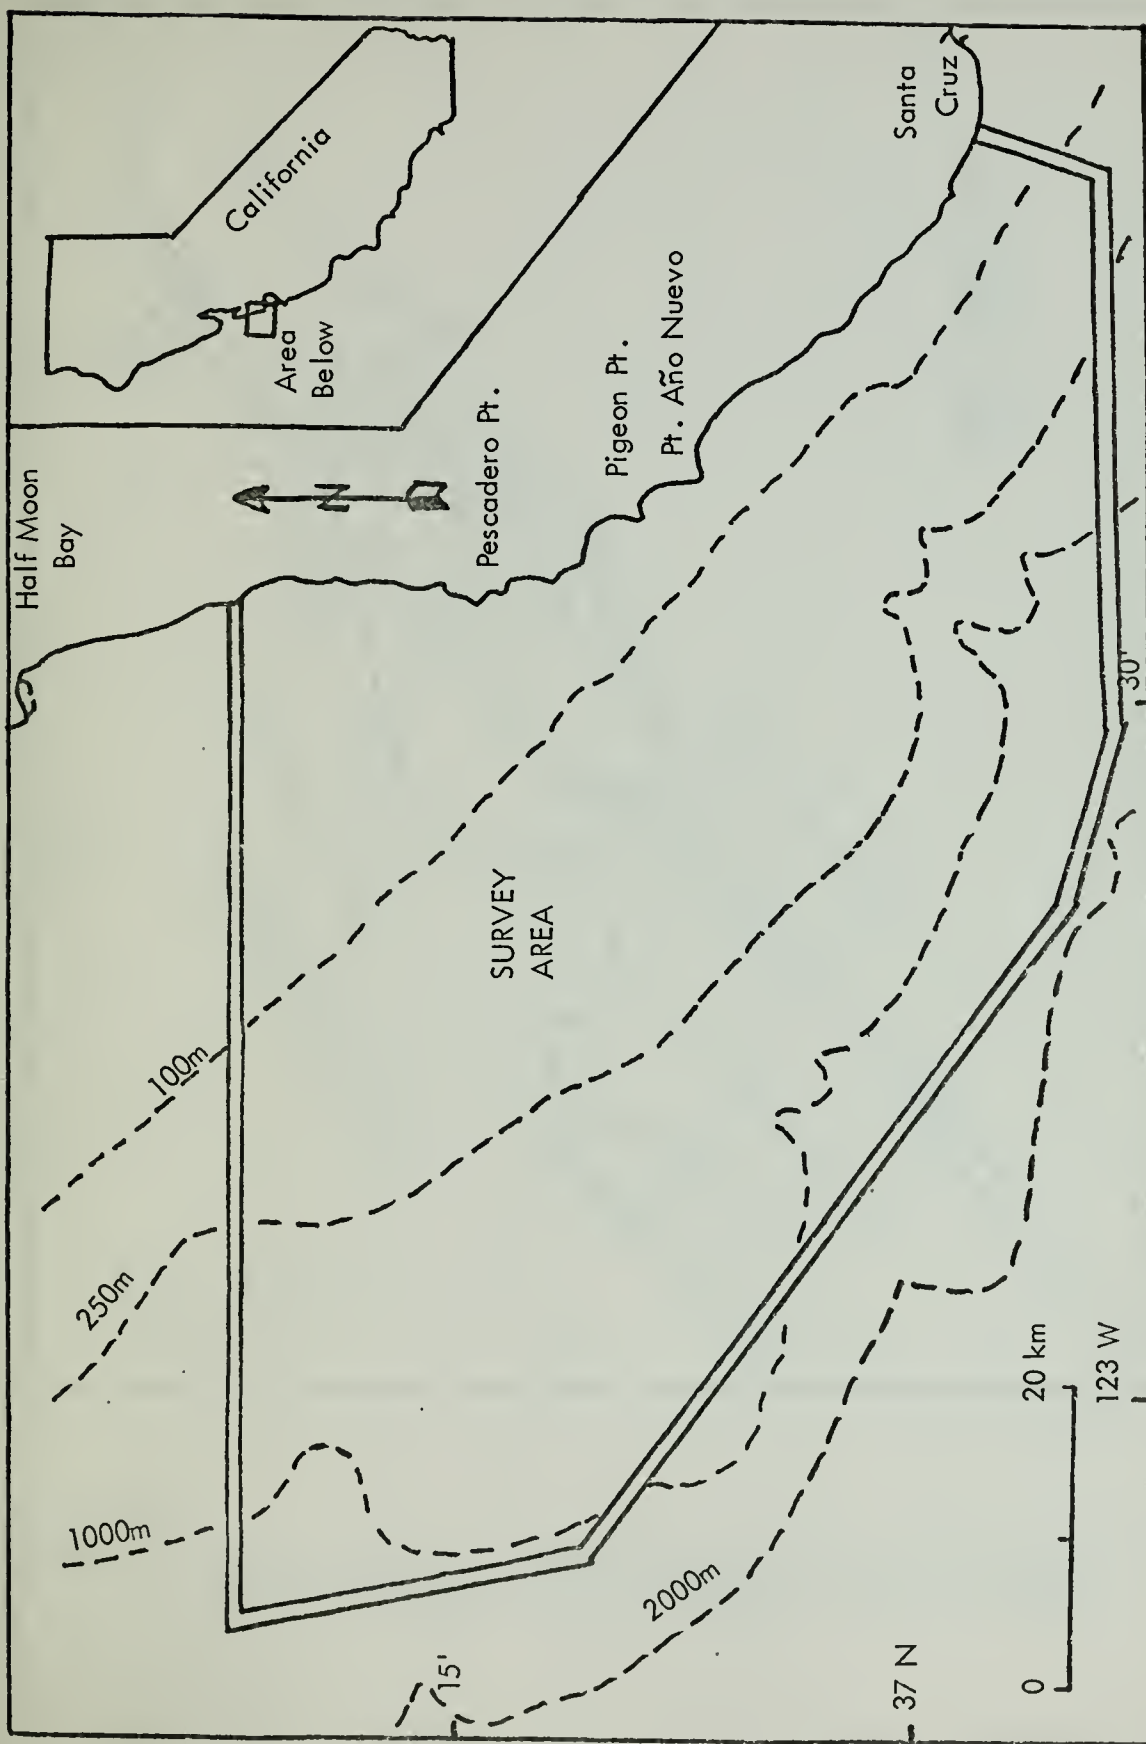 Half Moon
Bay
California
Area
Below
N
Pescadero Pt.
Pigeon Pt.
Pt. Año Nuevo
Santa
Cruz
100m
250m
1000m
SURVEY
AREA
2000m
15'
37 N
0
20 km
123 W
30'